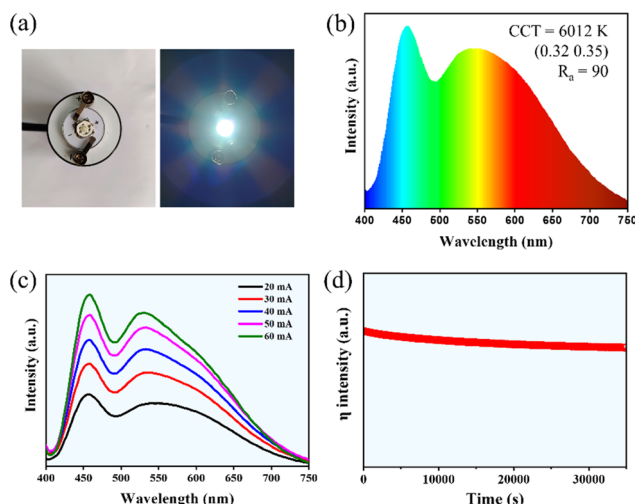 (a)
(b)
CCT = 6012 K
(0.32 0.35)
Ra = 90
Intensity (a.u.)
400 450 500 550 600 650 700 750
Wavelength (nm)
(c)
20 mA
30 mA
40 mA
50 mA
60 mA
Intensity (a.u.)
400 450 500 550 600 650 700 750
Wavelength (nm)
(d)
η intensity (a.u.)
0 10000 20000 30000
Time (s)